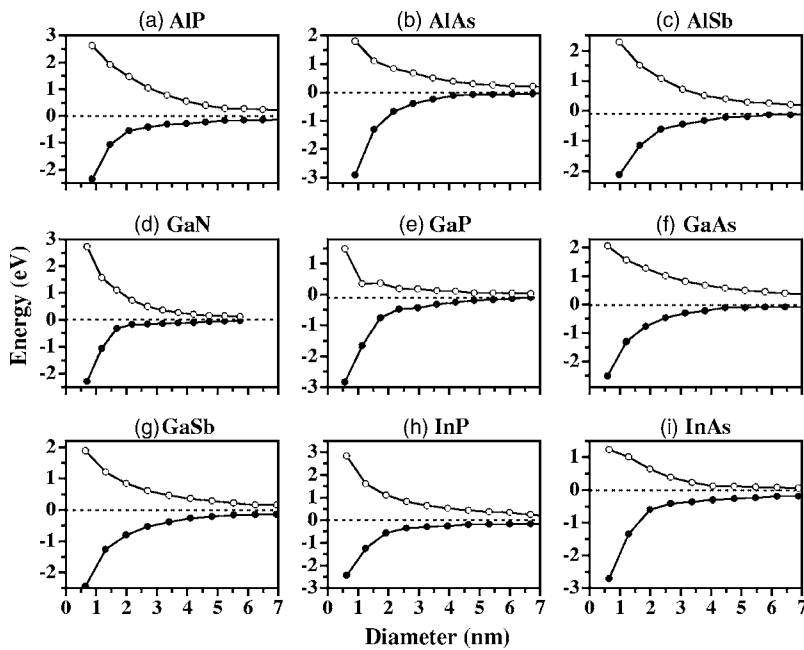 (a) AlP (b) AlAs (c) AlSb
3 2 1 0 -1 -2
2 1 0 -1 -2 -3
2 1 0 -1 -2
(d) GaN (e) GaP (f) GaAs
3 2 1 0 -1 -2
1 0 -1 -2 -3
2 1 0 -1 -2
Energy (eV)
(g) GaSb (h) InP (i) InAs
2 1 0 -1 -2
3 2 1 0 -1 -2 -3
1 0 -1 -2 -3
0 1 2 3 4 5 6 7 0 1 2 3 4 5 6 7 0 1 2 3 4 5 6 7
Diameter (nm)